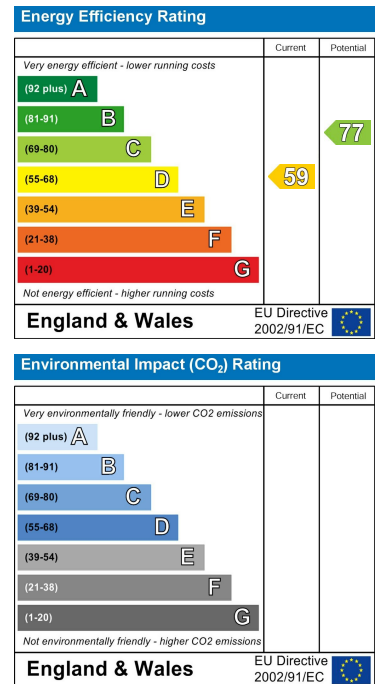 Energy Efficiency Rating
Current Potential
Very energy efficient - lower running costs
(92 plus) A
(81-91) B
(69-80) C
77
(55-68) D
59
(39-54) E
(21-38) F
(1-20) G
Not energy efficient - higher running costs
England & Wales
EU Directive
2002/91/EC
Environmental Impact (CO₂) Rating
Current Potential
Very environmentally friendly - lower CO2 emissions
(92 plus) A
(81-91) B
(69-80) C
(55-68) D
(39-54) E
(21-38) F
(1-20) G
Not environmentally friendly - higher CO2 emissions
England & Wales
EU Directive
2002/91/EC